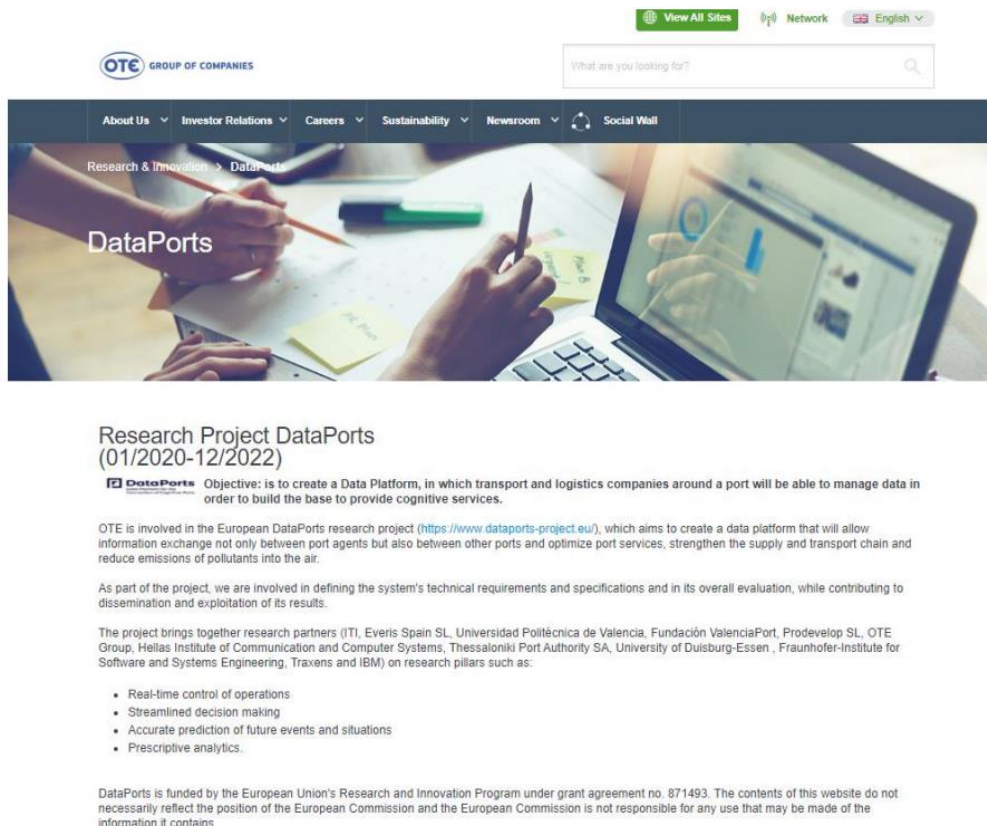 View All Sites
Network
English
OTE GROUP OF COMPANIES
What are you looking for?
About Us
Investor Relations
Careers
Sustainability
Newsroom
Social Wall
Research & Innovation > DataPorts
DataPorts
Plan B
PR Plan
Research Project DataPorts
(01/2020-12/2022)
DataPorts
Objective: is to create a Data Platform, in which transport and logistics companies around a port will be able to manage data in
order to build the base to provide cognitive services.
OTE is involved in the European DataPorts research project (https://www.dataports-project.eu/), which aims to create a data platform that will allow
information exchange not only between port agents but also between other ports and optimize port services, strengthen the supply and transport chain and
reduce emissions of pollutants into the air.
As part of the project, we are involved in defining the system's technical requirements and specifications and in its overall evaluation, while contributing to
dissemination and exploitation of its results.
The project brings together research partners (ITI, Everis Spain SL, Universidad Politécnica de Valencia, Fundación ValenciaPort, Prodevelop SL, OTE
Group, Hellas Institute of Communication and Computer Systems, Thessaloniki Port Authority SA, University of Duisburg-Essen , Fraunhofer-Institute for
Software and Systems Engineering, Traxens and IBM) on research pillars such as:
• Real-time control of operations
• Streamlined decision making
• Accurate prediction of future events and situations
• Prescriptive analytics.
DataPorts is funded by the European Union's Research and Innovation Program under grant agreement no. 871493. The contents of this website do not
necessarily reflect the position of the European Commission and the European Commission is not responsible for any use that may be made of the
information it contains